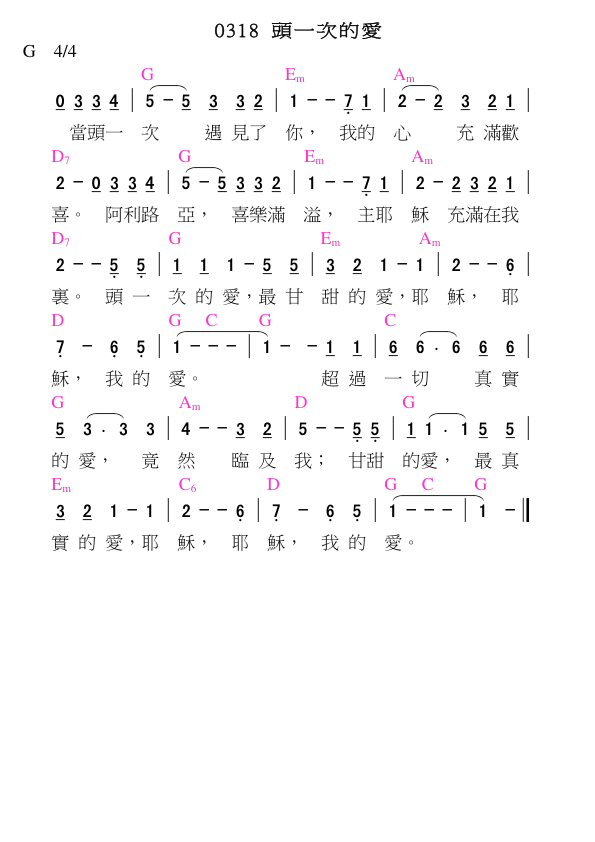 0318 頭一次的愛
G 4/4
G Em Am
0 3 3 4 | 5 - 5 3 3 2 | 1 - - 7 1 | 2 - 2 3 2 1 |
當頭一 次 遇 見了 你， 我的 心 充 滿歡
D7 G Em Am
2 - 0 3 3 4 | 5 - 5 3 3 2 | 1 - - 7 1 | 2 - 2 3 2 1 |
喜。 阿利路 亞， 喜樂滿 溢， 主耶 穌 充滿在我
D7 G Em Am
2 - - 5 5 | 1 1 1 - 5 5 | 3 2 1 - 1 | 2 - - 6 |
裏。 頭 一 次 的 愛，最 甘 甜 的 愛，耶 穌， 耶
D G C G C
7 - 6 5 | 1 - - - | 1 - - 1 1 | 6 6 . 6 6 6 |
穌， 我 的 愛。 超 過 一 切 真 實
G Am D G
5 3 . 3 3 | 4 - - 3 2 | 5 - - 5 5 | 1 1 . 1 5 5 |
的 愛， 竟 然 臨 及 我； 甘甜 的愛， 最 真
Em C6 D G C G
3 2 1 - 1 | 2 - - 6 | 7 - 6 5 | 1 - - - | 1 - ‖
實 的 愛，耶 穌， 耶 穌， 我 的 愛。